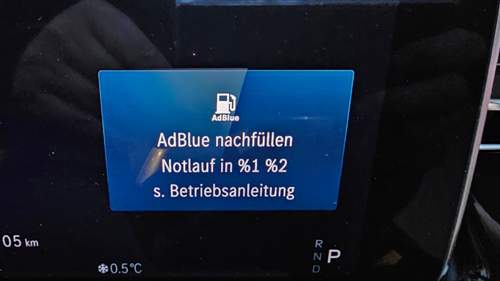 AdBlue
AdBlue nachfüllen
Notlauf in %1 %2
s. Betriebsanleitung
05 km
0.5°C
R
N
D
P